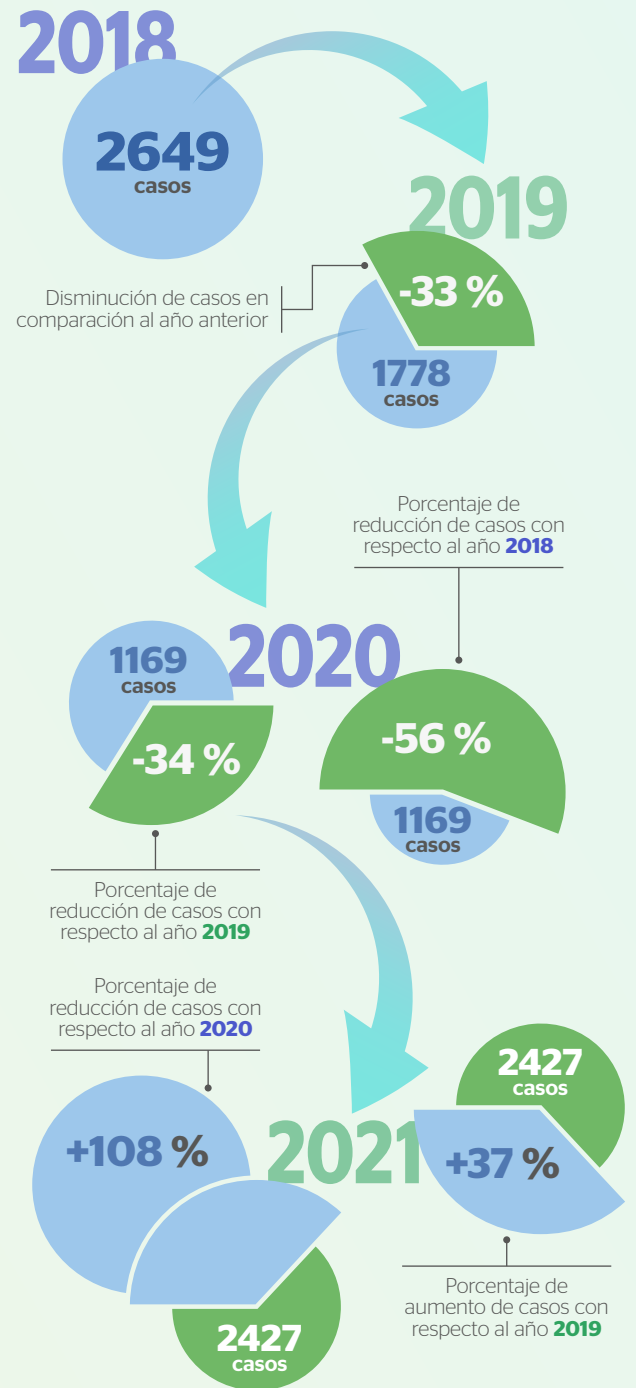 2018
2649
casos
2019
-33 %
Disminución de casos en
comparación al año anterior
1778
casos
Porcentaje de
reducción de casos con
respecto al año 2018
2020
1169
casos
-34 %
-56 %
1169
casos
Porcentaje de
reducción de casos con
respecto al año 2019
Porcentaje de
reducción de casos con
respecto al año 2020
2021
+108 %
2427
casos
2427
casos
+37 %
Porcentaje de
aumento de casos con
respecto al año 2019